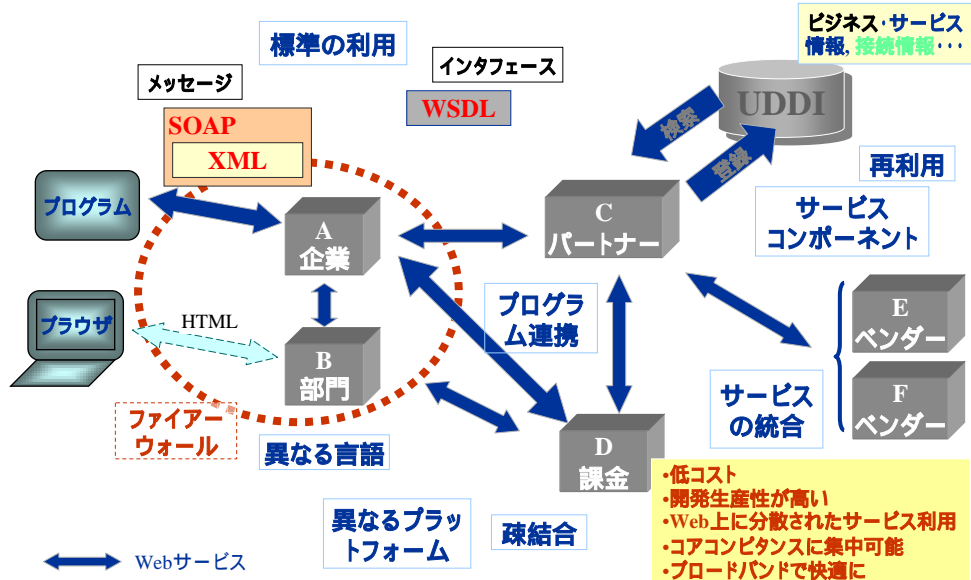 標準の利用
ビジネス・サービス
情報, 接続情報・・・
インタフェース
WSDL
メッセージ
SOAP
XML
UDDI
検索
登録
再利用
サービス
コンポーネント
プログラム
A
企業
C
パートナー
ブラウザ
HTML
B
部門
プログラ
ム連携
E
ベンダー
F
ベンダー
サービス
の統合
ファイアー
ウォール
異なる言語
D
課金
異なるプラッ
トフォーム
疎結合
•低コスト
•開発生産性が高い
•Web上に分散されたサービス利用
•コアコンピタンスに集中可能
•ブロードバンドで快適に
Webサービス